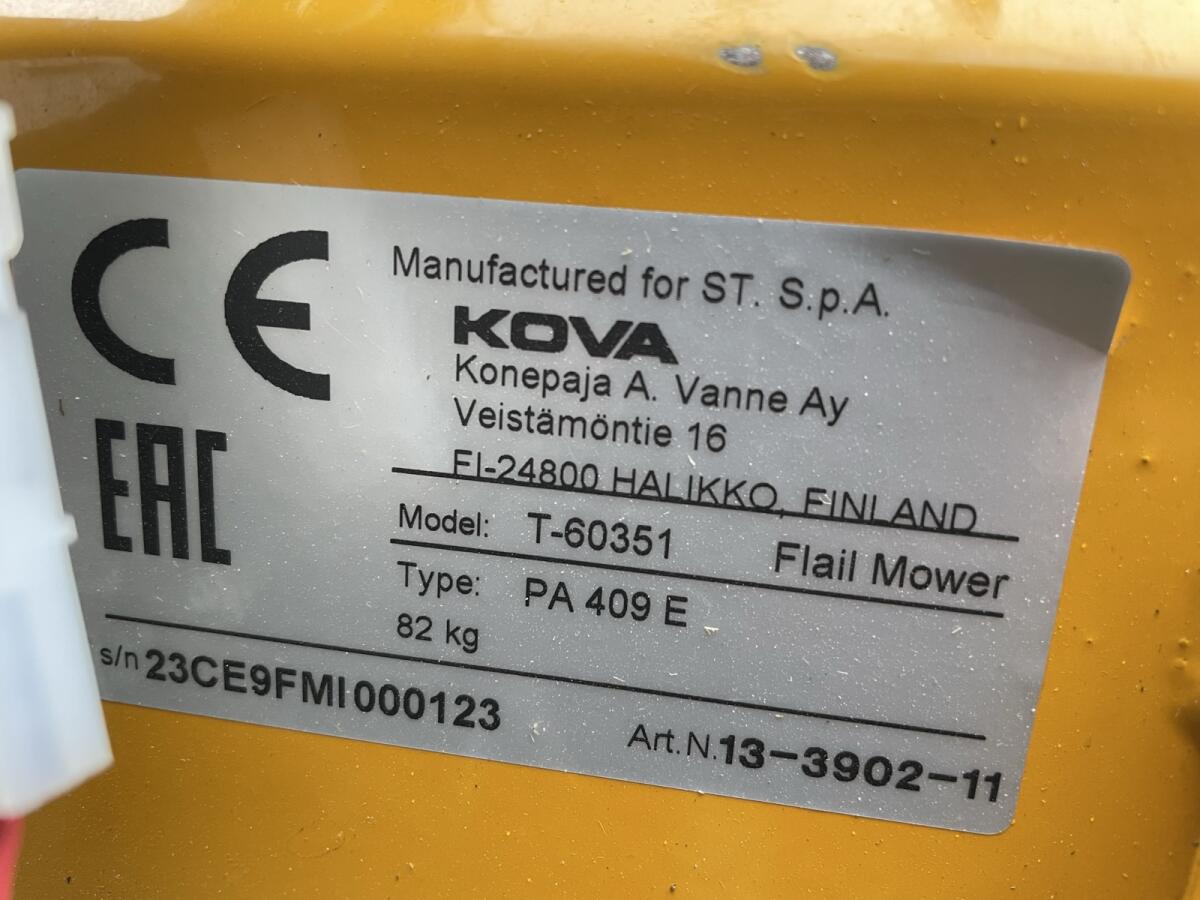 CE
EAC
Manufactured for ST. S.p.A.
KOVA
Konepaja A. Vanne Ay
Veistämöntie 16
FI-24800 HALIKKO, FINLAND
Model: T-60351 Flail Mower
Type: PA 409 E
82 kg
s/n 23CE9FMI000123
Art.N. 13-3902-11